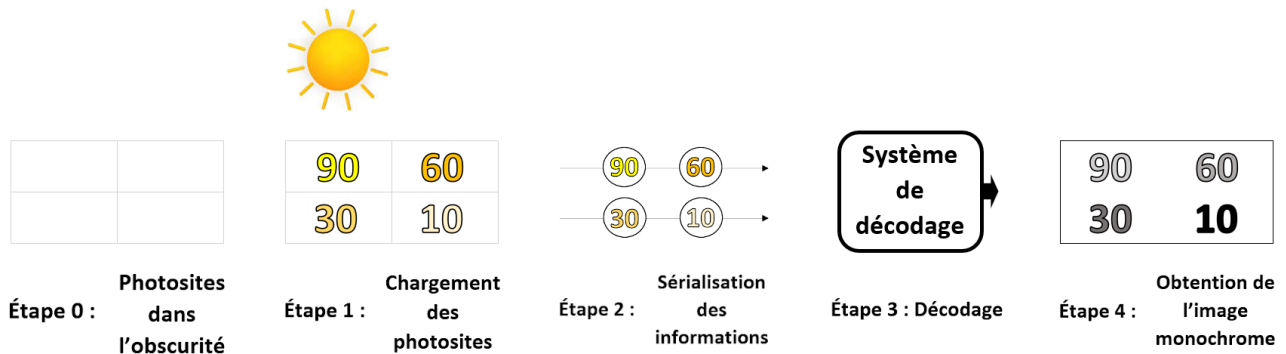 90 60
30 10
90 60
30 10
Système
de
décodage
90 60
30 10
Étape 0 :
Photosites
dans
l’obscurité
Étape 1 :
Chargement
des
photosites
Étape 2 :
Sérialisation
des
informations
Étape 3 : Décodage
Étape 4 :
Obtention de
l’image
monochrome